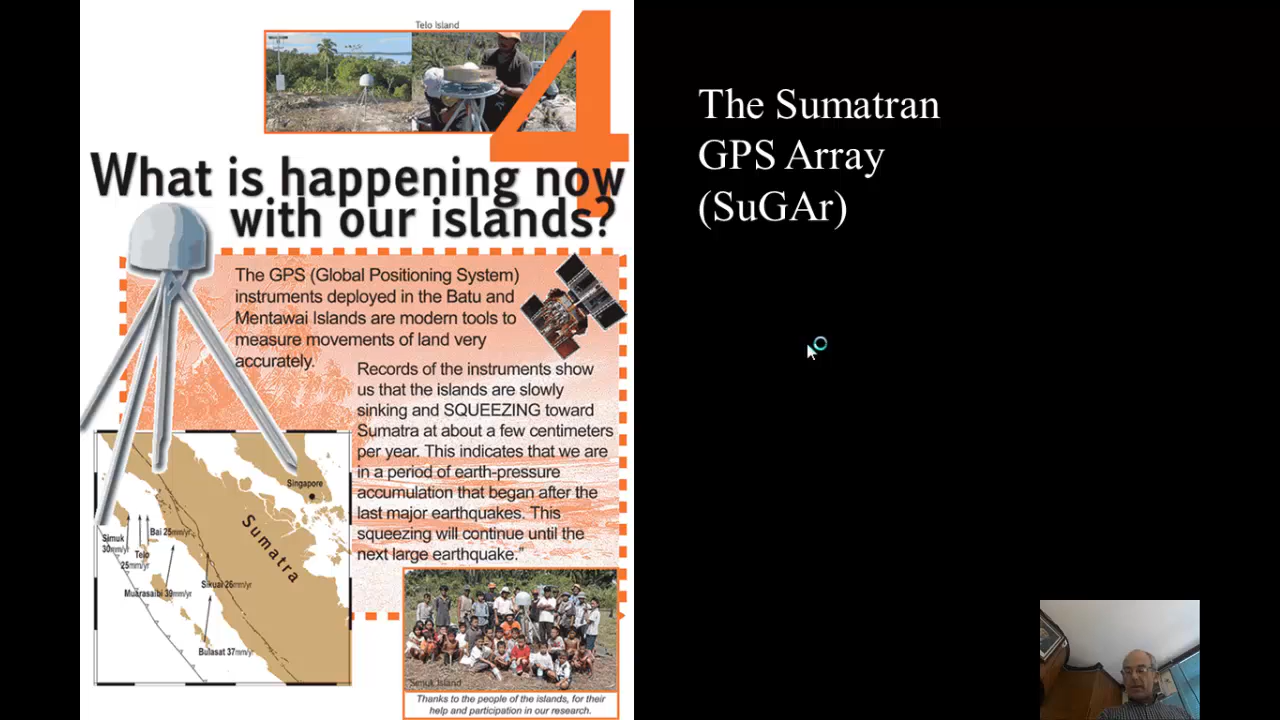 Telo Island
4
What is happening now
with our islands?
The GPS (Global Positioning System)
instruments deployed in the Batu and
Mentawai Islands are modern tools to
measure movements of land very
accurately.
Records of the instruments show
us that the islands are slowly
sinking and SQUEEZING toward
Sumatra at about a few centimeters
per year. This indicates that we are
in a period of earth-pressure
accumulation that began after the
last major earthquakes. This
squeezing will continue until the
next large earthquake."
Singapore
Sumatra
Simuk
30mm/yr
Bai 25mm/yr
Telo
25mm/yr
Sikuai 26mm/yr
Muarasaibi 39mm/yr
Bulasat 37mm/yr
Simuk Island
Thanks to the people of the islands, for their
help and participation in our research.
The Sumatran
GPS Array
(SuGAr)